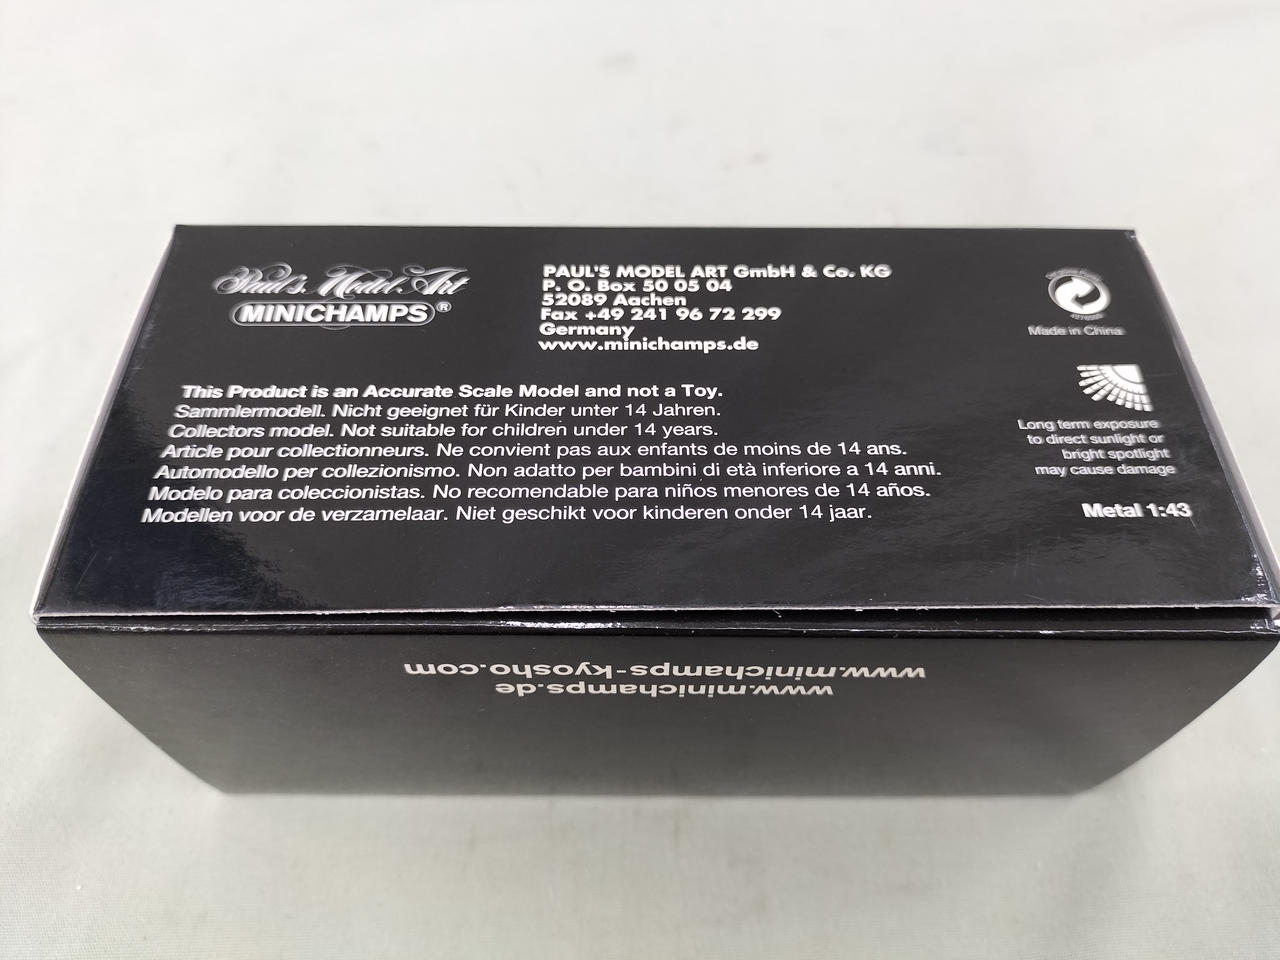 Paul's Model Art
MINICHAMPS®
PAUL'S MODEL ART GmbH & Co. KG
P. O. Box 50 05 04
52089 Aachen
Fax +49 241 96 72 299
Germany
www.minichamps.de
Made in China
This Product is an Accurate Scale Model and not a Toy.
Sammlermodell. Nicht geeignet für Kinder unter 14 Jahren.
Collectors model. Not suitable for children under 14 years.
Article pour collectionneurs. Ne convient pas aux enfants de moins de 14 ans.
Automodello per collezionismo. Non adatto per bambini di età inferiore a 14 anni.
Modelo para coleccionistas. No recomendable para niños menores de 14 años.
Modellen voor de verzamelaar. Niet geschikt voor kinderen onder 14 jaar.
Long term exposure
to direct sunlight or
bright spotlight
may cause damage
Metal 1:43
www.minichamps.de
www.minichamps-kyosho.com